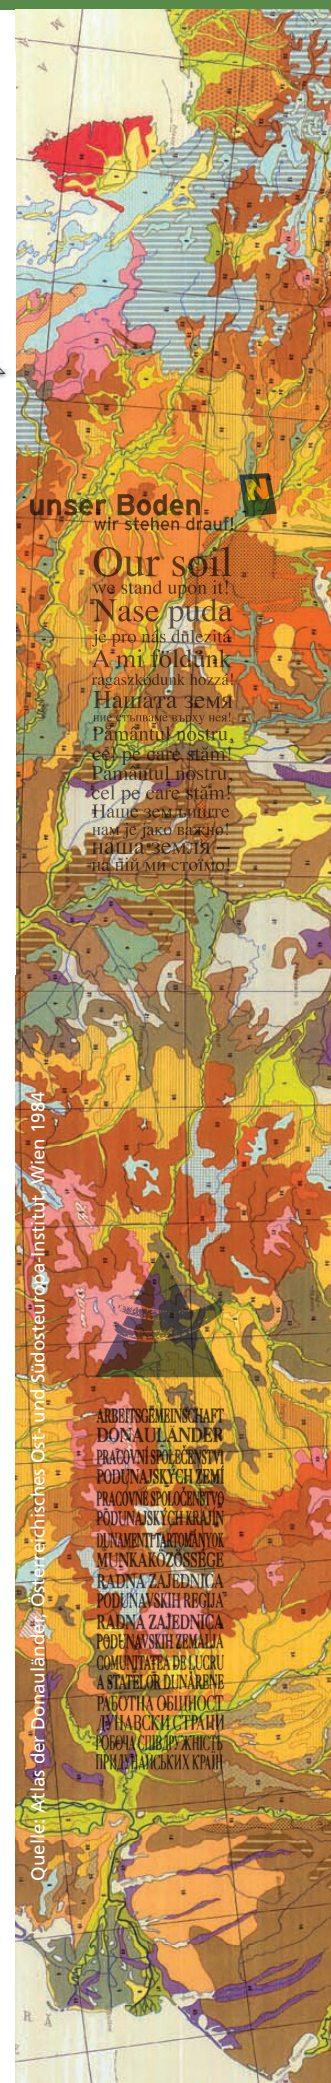 unser Boden
wir stehen drauf!
Our soil
we stand upon it!
Nase puda
je pro nás důlezitá
A mi földünk
ragaszkodunk hozzá!
Нашата земя
ние стъпваме върху нея!
Pamântul nostru,
cel pe care stăm!
Pamântul nostru,
cel pe care stăm!
Наше земљиште
нам је јако важно!
наша земля –
на ній ми стоїмо!
ARBEITSGEMEINSCHAFT
DONAULÄNDER
PRACOVNÍ SPOLEČENSTVÍ
PODUNAJSKÝCH ZEMÍ
PRACOVNÉ SPOLOČENSTVO
PODUNAJSKÝCH KRAJÍN
DUNAMENTI TARTOMÁNYOK
MUNKAKÖZÖSSÉGE
RADNA ZAJEDNICA
PODUNAVSKIH REGIJA
RADNA ZAJEDNICA
PODUNAVSKIH ZEMALJA
COMUNITATEA DE LUCRU
A STATELOR DUNĂRENE
РАБОТНА ОБЩНОСТ
ДУНАВСКИ СТРАНИ
РОБОЧА СПІВДРУЖНІСТЬ
ПРИДУНАЙСЬКИХ КРАЇН
Quelle: Atlas der Donauländer, Österreichisches Ost- und Südosteuropa-Institut, Wien 1984